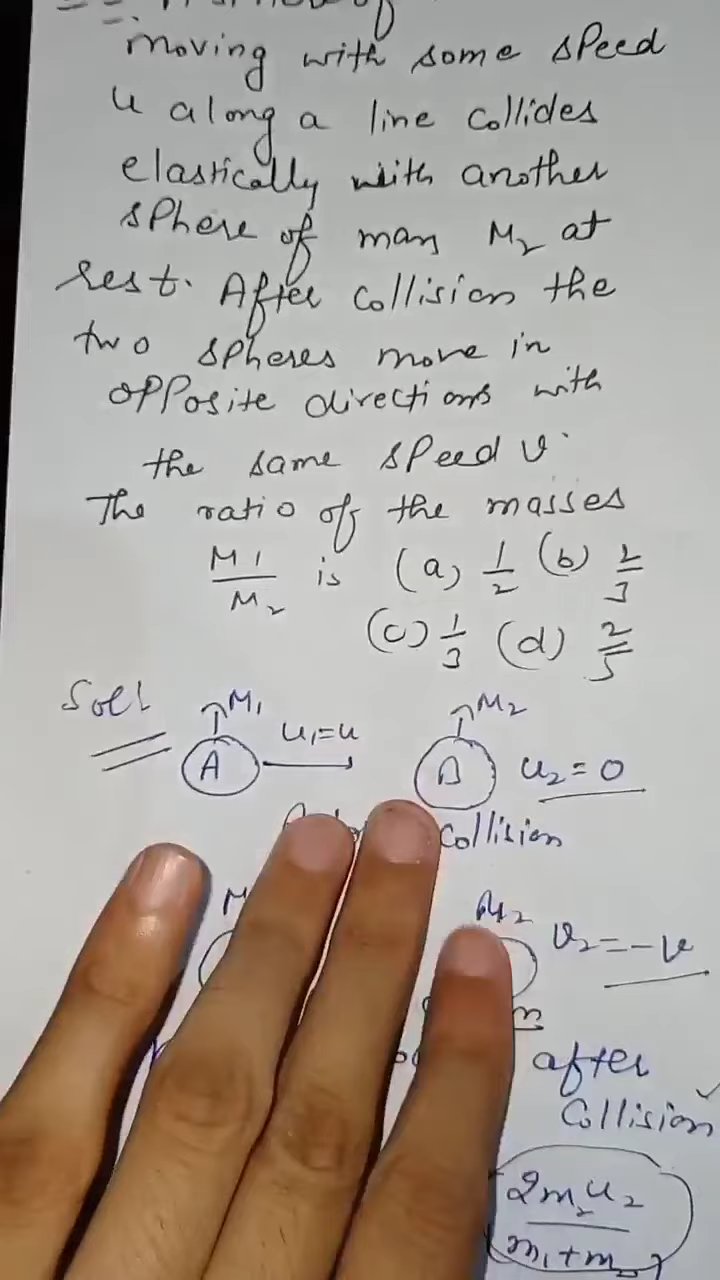 moving with some speed
u along a line collides
elastically with another
sphere of mass M₂ at
rest. After collision the
two spheres move in
opposite directions with
the same speed v.
The ratio of the masses
M1/M₂ is (a) 1/2 (b) 2/3
(c) 1/3 (d) 2/5
Sol:
M₁ M₂
A u₁=u B u₂=0
Collision
M M₂ v₂=-v
after
Collision
2m₂u₂/m₁+m₂